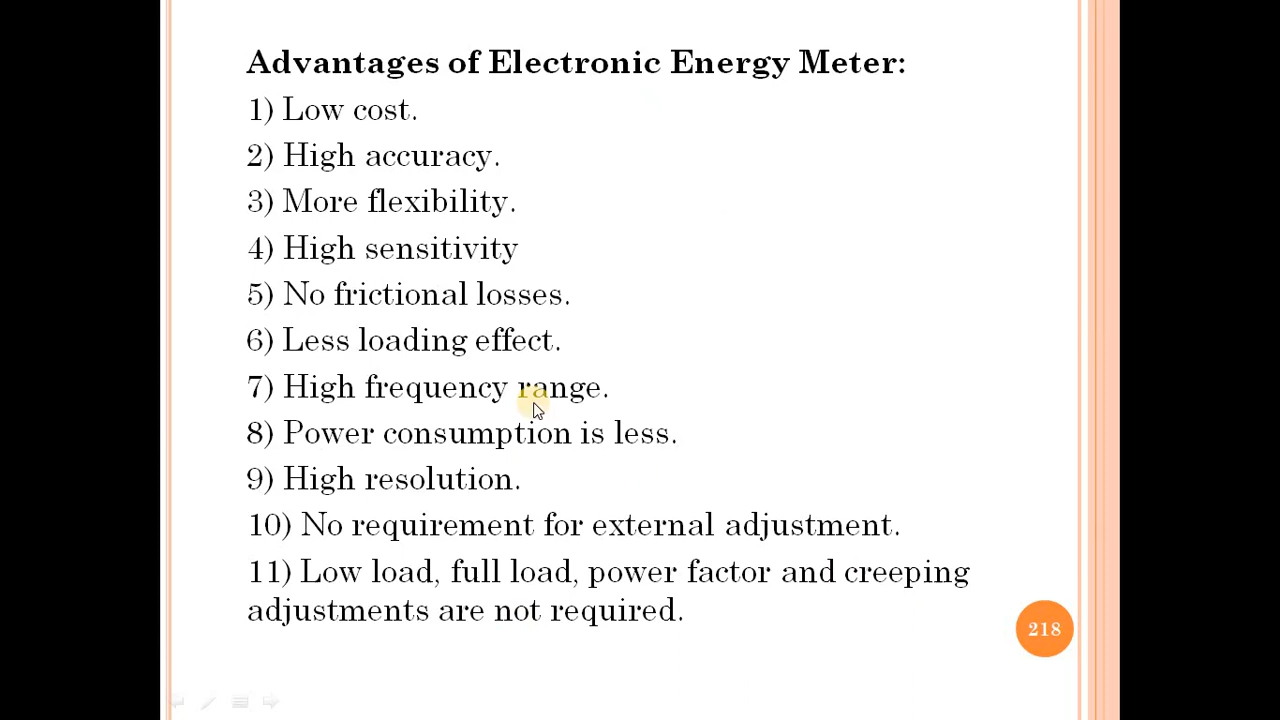 Advantages of Electronic Energy Meter:
1) Low cost.
2) High accuracy.
3) More flexibility.
4) High sensitivity
5) No frictional losses.
6) Less loading effect.
7) High frequency range.
8) Power consumption is less.
9) High resolution.
10) No requirement for external adjustment.
11) Low load, full load, power factor and creeping
adjustments are not required.
218